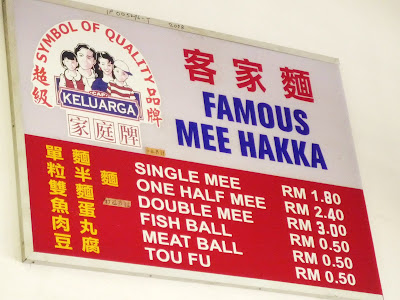 SYMBOL OF QUALITY
超級
品牌
CAP
KELUARGA
家庭牌
客家麵
FAMOUS
MEE HAKKA
單麵 SINGLE MEE RM 1.80
粒半麵 ONE HALF MEE RM 2.40
雙麵 DOUBLE MEE RM 3.00
魚蛋 FISH BALL RM 0.50
肉丸 MEAT BALL RM 0.50
豆腐 TOU FU RM 0.50